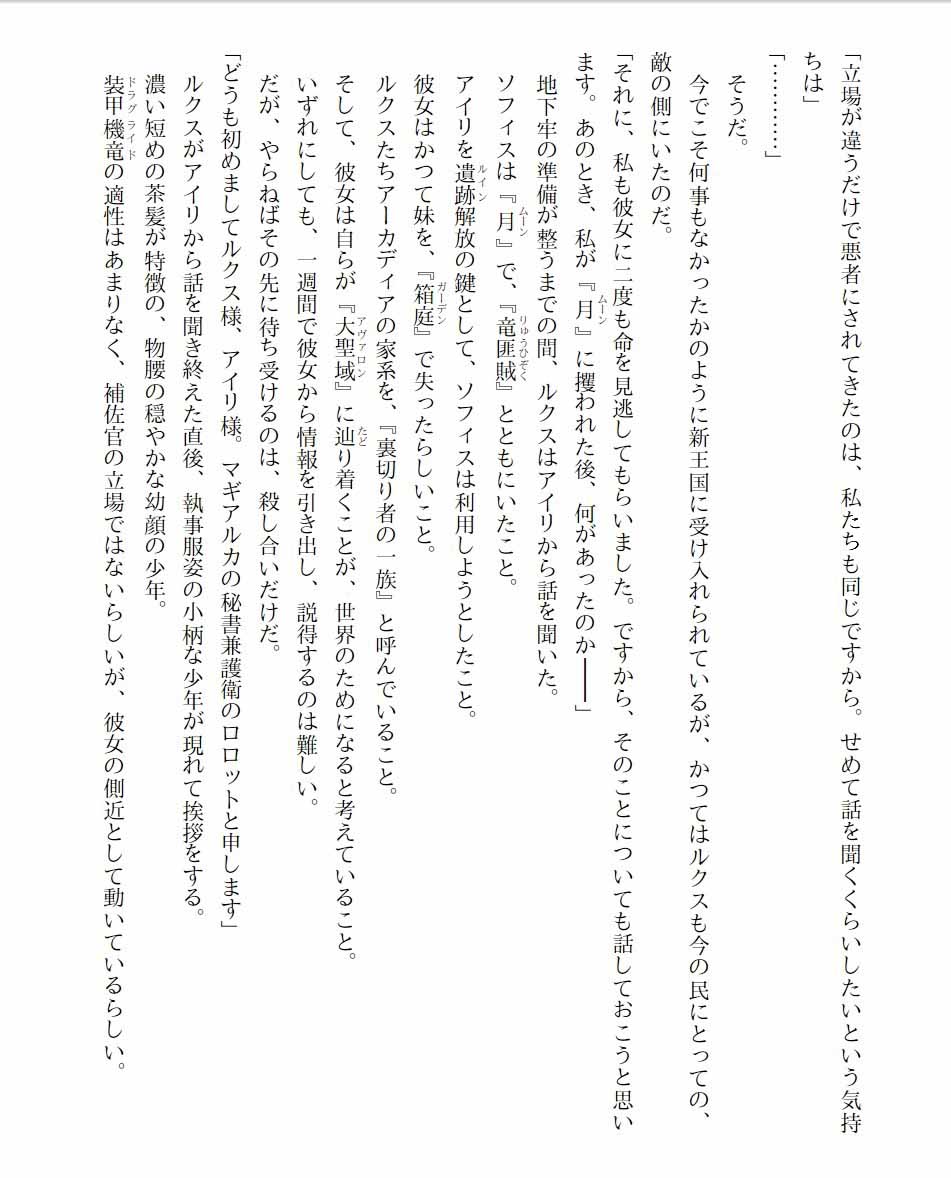 「立場が違うだけで悪者にされてきたのは、私たちも同じですから。せめて話を聞くくらいしたいという気持
ちは」
「…………」
そうだ。
今でこそ何事もなかったかのように新王国に受け入れられているが、かつてはルクスも今の民にとっての、
敵の側にいたのだ。
「それに、私も彼女に二度も命を見逃してもらいました。ですから、そのことについても話しておこうと思い
ます。あのとき、私が『月』に攫われた後、何があったのか――」
ムーン
地下牢の準備が整うまでの間、ルクスはアイリから話を聞いた。
ソフィスは『月』で、『竜匪賊』とともにいたこと。
ムーン
りゅうひぞく
アイリを遺跡解放の鍵として、ソフィスは利用しようとしたこと。
ルイン
彼女はかつて妹を、『箱庭』で失ったらしいこと。
ガーデン
ルクスたちアーカディアの家系を、『裏切り者の一族』と呼んでいること。
そして、彼女は自らが『大聖域』に辿り着くことが、世界のためになると考えていること。
アヴァロン
たど
いずれにしても、一週間で彼女から情報を引き出し、説得するのは難しい。
だが、やらねばその先に待ち受けるのは、殺し合いだけだ。
「どうも初めましてルクス様、アイリ様。マギアルカの秘書兼護衛のロロットと申します」
ルクスがアイリから話を聞き終えた直後、執事服姿の小柄な少年が現れて挨拶をする。
濃い短めの茶髪が特徴の、物腰の穏やかな幼顔の少年。
装甲機竜の適性はあまりなく、補佐官の立場ではないらしいが、彼女の側近として動いているらしい。
ドラグライド